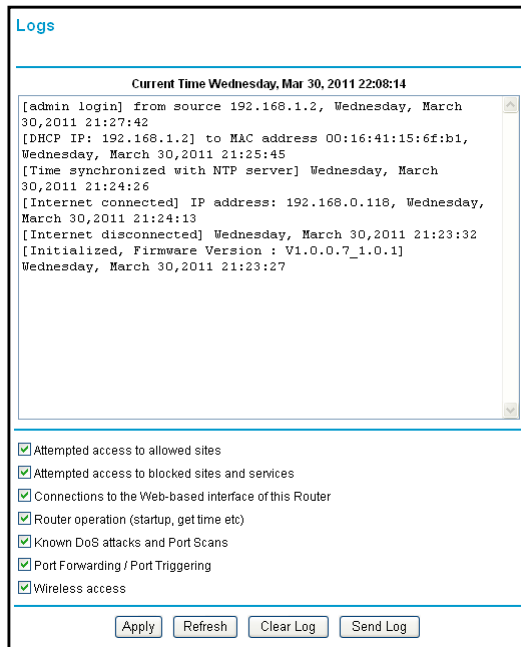 Logs
Current Time Wednesday, Mar 30, 2011 22:08:14
[admin login] from source 192.168.1.2, Wednesday, March
30,2011 21:27:42
[DHCP IP: 192.168.1.2] to MAC address 00:16:41:15:6f:b1,
Wednesday, March 30,2011 21:25:45
[Time synchronized with NTP server] Wednesday, March
30,2011 21:24:26
[Internet connected] IP address: 192.168.0.118, Wednesday,
March 30,2011 21:24:13
[Internet disconnected] Wednesday, March 30,2011 21:23:32
[Initialized, Firmware Version : V1.0.0.7_1.0.1]
Wednesday, March 30,2011 21:23:27
Attempted access to allowed sites
Attempted access to blocked sites and services
Connections to the Web-based interface of this Router
Router operation (startup, get time etc)
Known DoS attacks and Port Scans
Port Forwarding / Port Triggering
Wireless access
Apply Refresh Clear Log Send Log